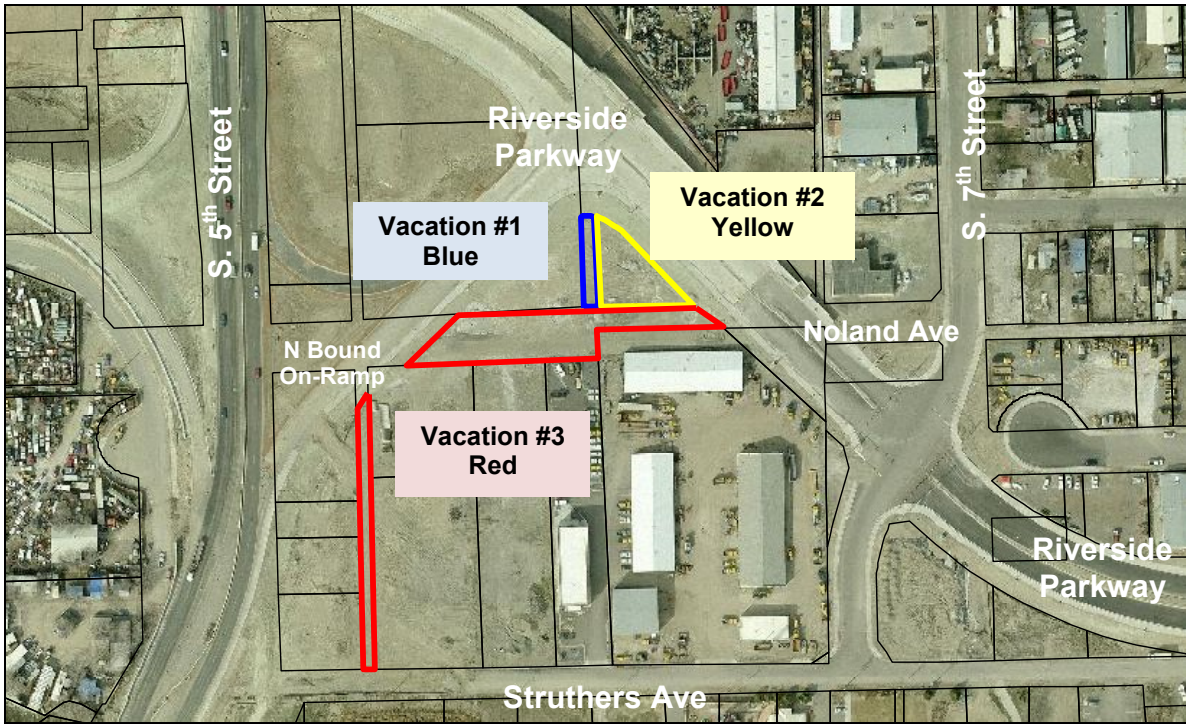 Riverside
Parkway
S. 5th Street
S. 7th Street
Vacation #1
Blue
Vacation #2
Yellow
Noland Ave
N Bound
On-Ramp
Vacation #3
Red
Riverside
Parkway
Struthers Ave